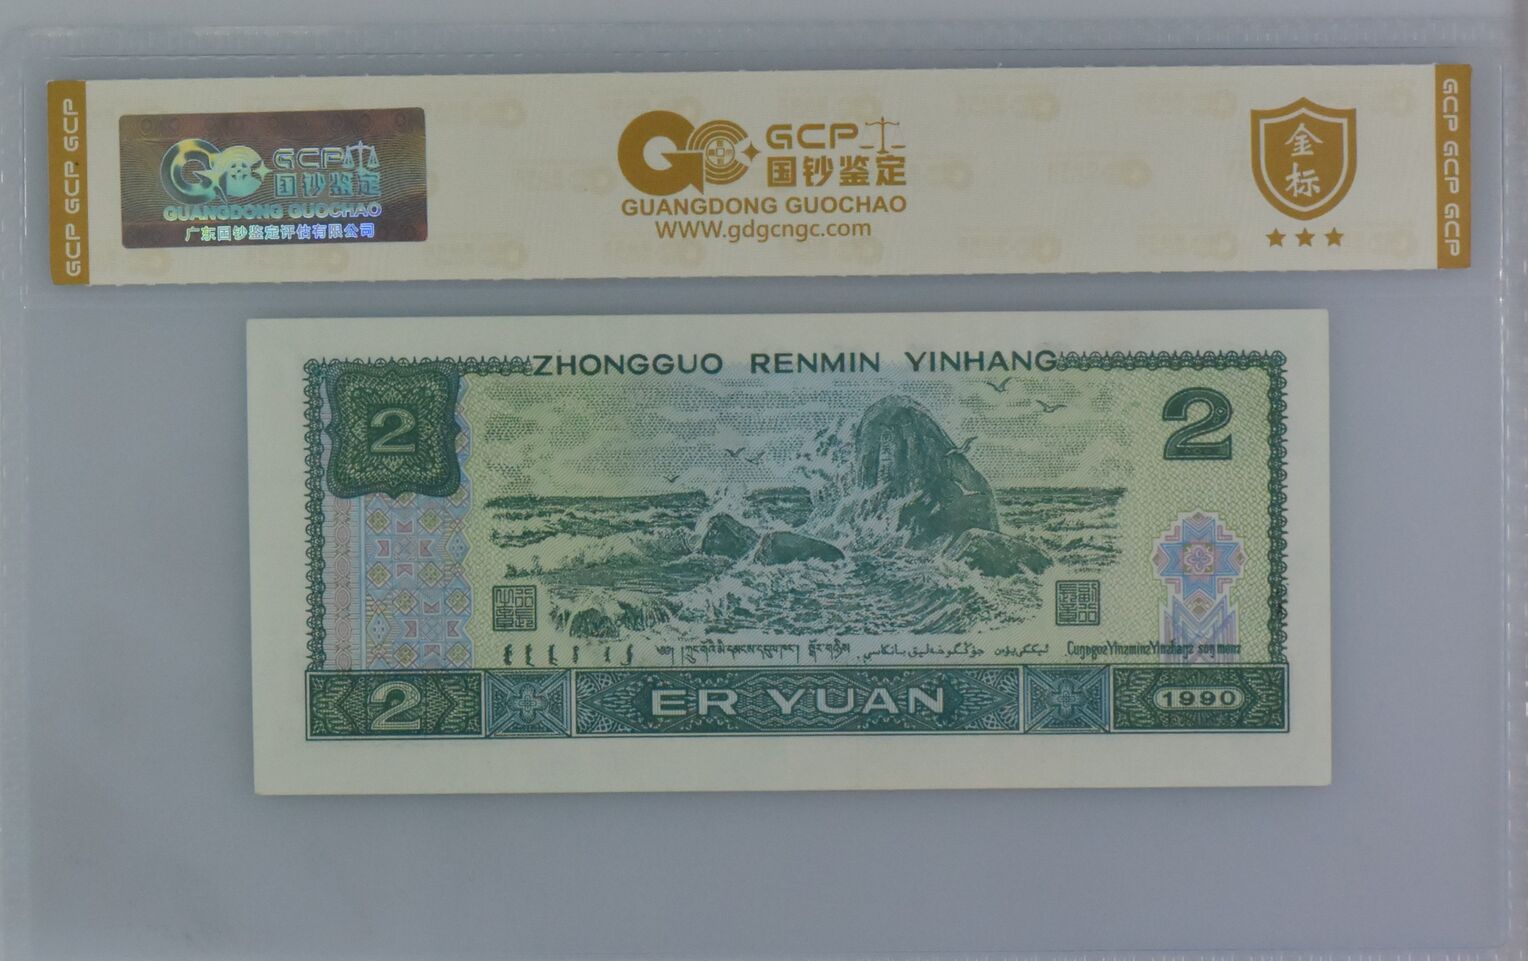 GCP GCP GCP
GCP
国钞鉴定
GUANGDONG GUOCHAO
广东国钞鉴定评估有限公司
GCP
国钞鉴定
GUANGDONG GUOCHAO
WWW.gdgcngc.com
金标
GCP GCP GCP
ZHONGGUO RENMIN YINHANG
2
2
2
ER YUAN
1990